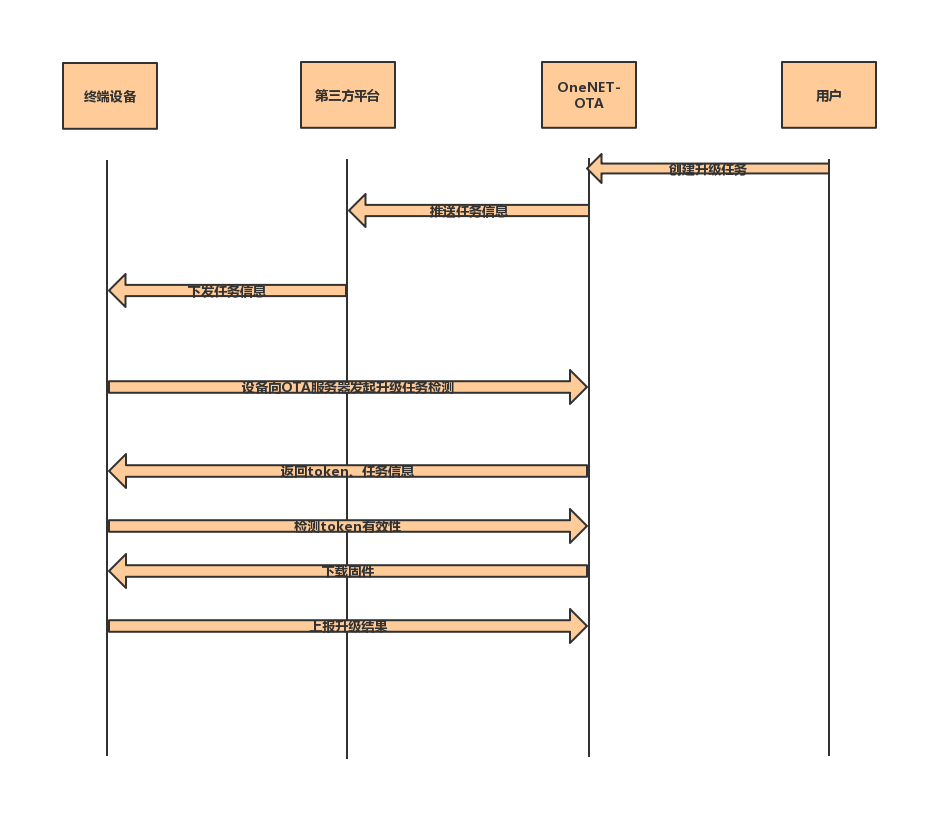 终端设备
第三方平台
OneNET-
OTA
用户
创建升级任务
推送任务信息
下发任务信息
设备向OTA服务器发起升级任务检测
返回token、任务信息
检测token有效性
下载固件
上报升级结果